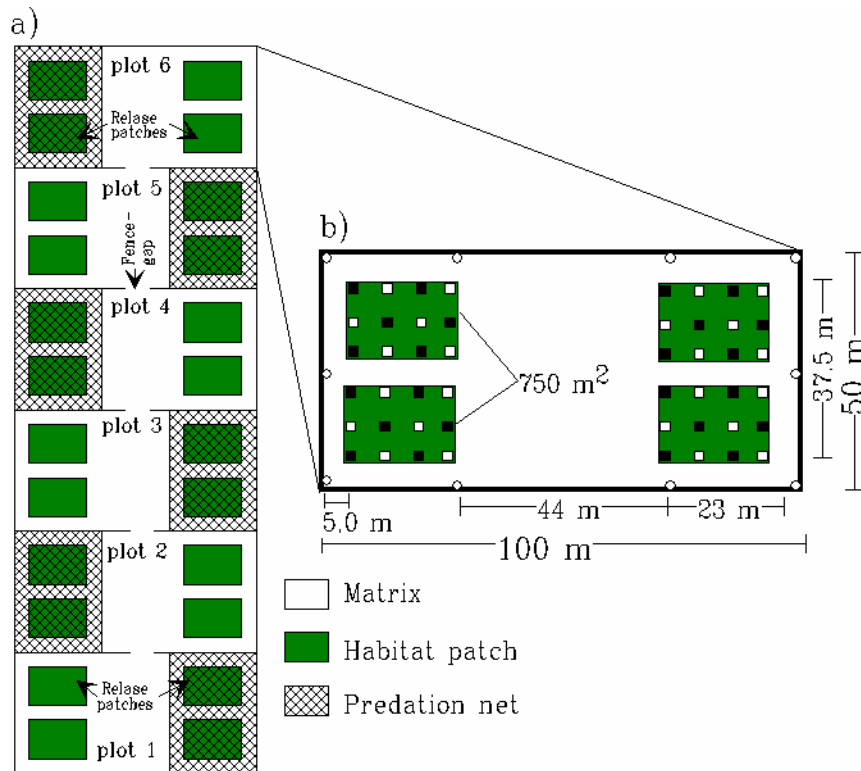 a)
plot 6
Relase
patches
plot 5
Fence-
gap
plot 4
plot 3
plot 2
Relase
patches
plot 1
b)
750 m2
37.5 m
50 m
5.0 m
44 m
23 m
100 m
Matrix
Habitat patch
Predation net